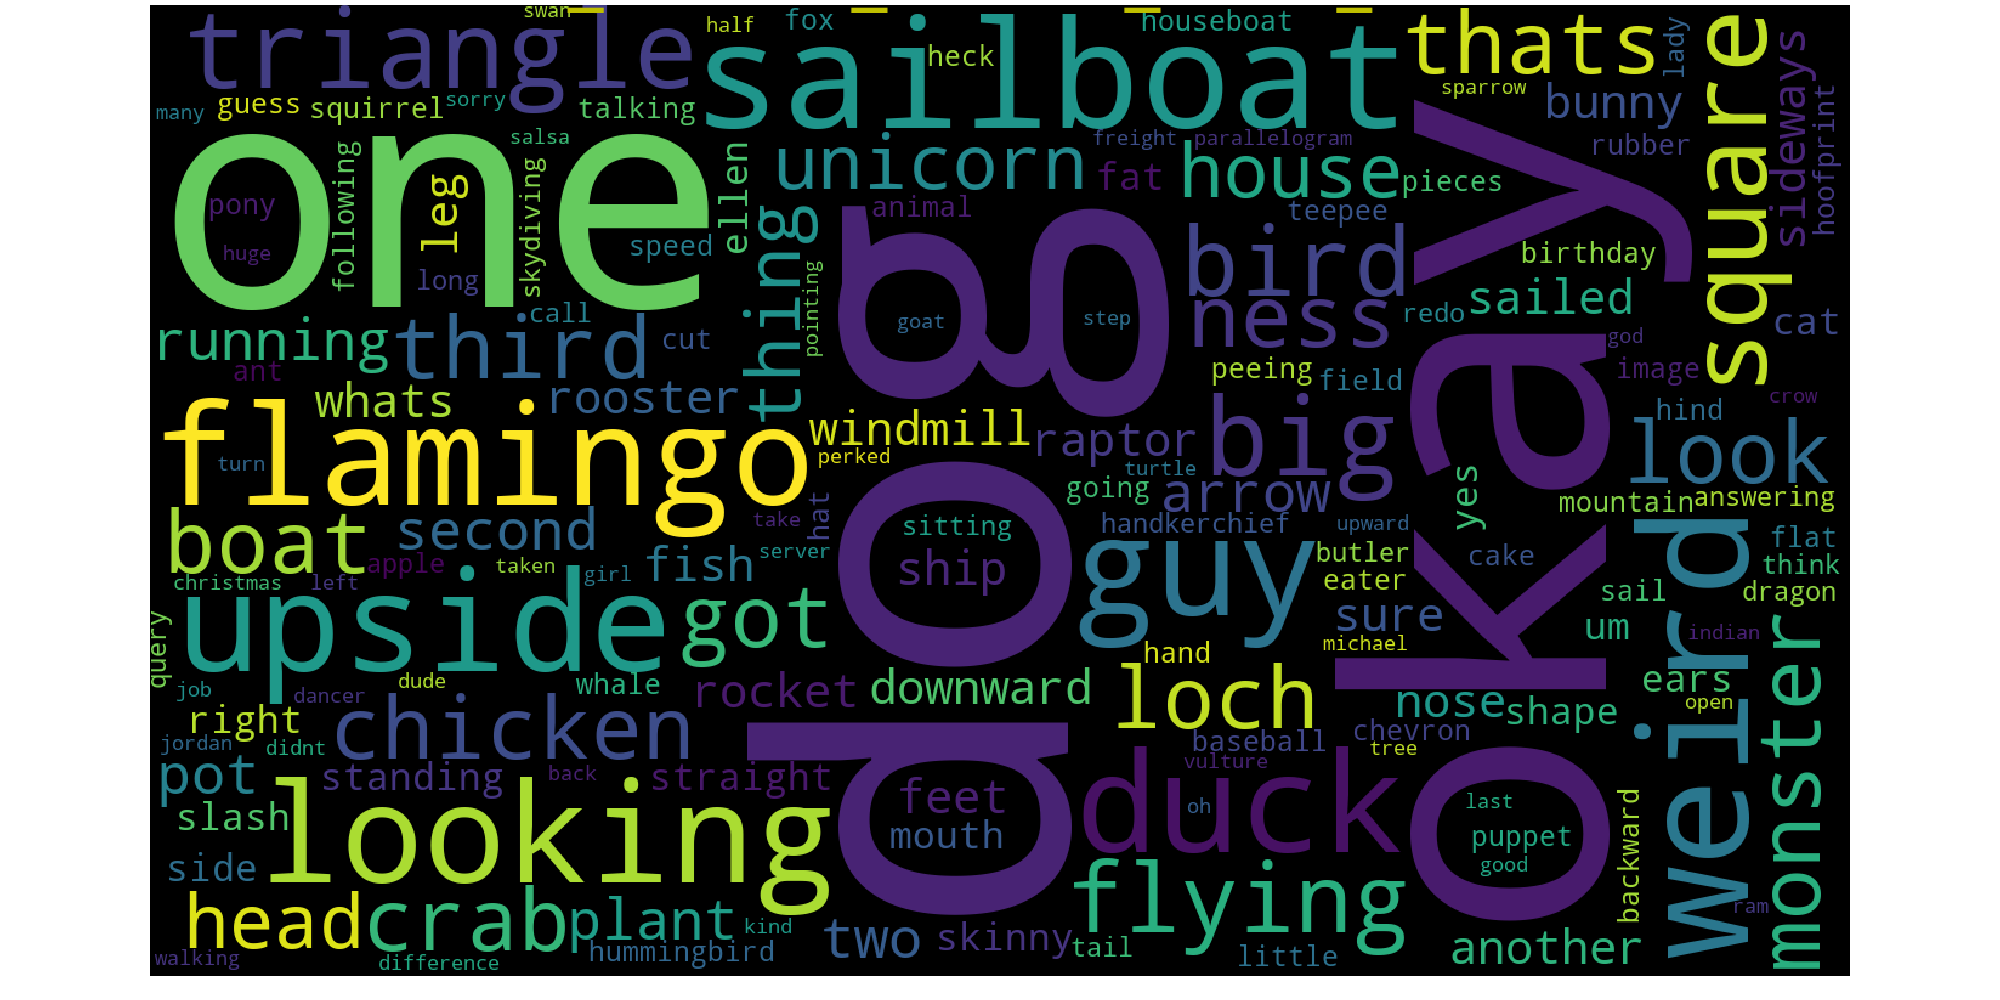 swan
half
fox
houseboat
triangle
sailboat
heck
thats
lady
square
sideways
many
guess
squirrel
sorry
talking
sparrow
bunny
one
salsa
freight
parallelogram
rubber
hoofprint
following
leg
skydiving
ellen
unicorn
fat
house
pieces
pony
huge
long
speed
thing
animal
teepee
bird
birthday
okay
dog
call
pointing
goat
step
ness
redo
sailed
cat
running
third
cut
god
ant
whats
rooster
peeing
field
image
crow
flamingo
windmill
raptor
big
hind
look
turn
perked
turtle
going
arrow
yes
mountain
answering
boat
second
take
hat
sitting
handkerchief
upward
weird
flat
apple
fish
server
ship
guy
butler
cake
think
christmas
left
taken
girl
eater
sail
dragon
query
upside
got
sure
um
indian
michael
hand
monster
job
dancer
dude
whale
rocket
downward
loch
nose
shape
ears
open
right
chicken
jordan
didnt
baseball
chevron
tree
pot
standing
back
straight
feet
vulture
duck
slash
looking
mouth
oh
last
puppet
good
backward
side
flying
head
crab
plant
kind
two
skinny
tail
little
another
ram
walking
difference
hummingbird